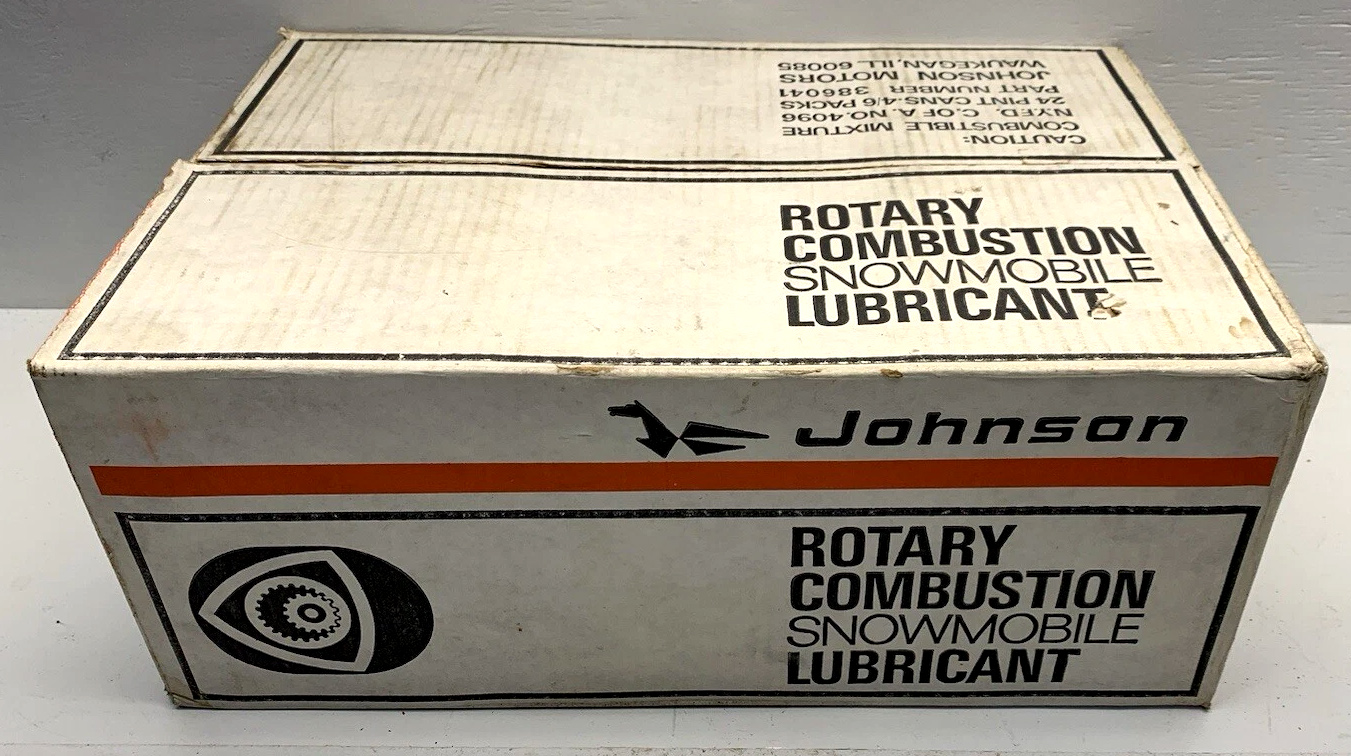 CAUTION:
COMBUSTIBLE MIXTURE
N.Y.F.D. C.OF A. NO.4096
24 PINT CANS-4/6 PACKS
PART NUMBER 386041
JOHNSON MOTORS
WAUKEGAN, ILL. 60085
ROTARY
COMBUSTION
SNOWMOBILE
LUBRICANT
Johnson
ROTARY
COMBUSTION
SNOWMOBILE
LUBRICANT